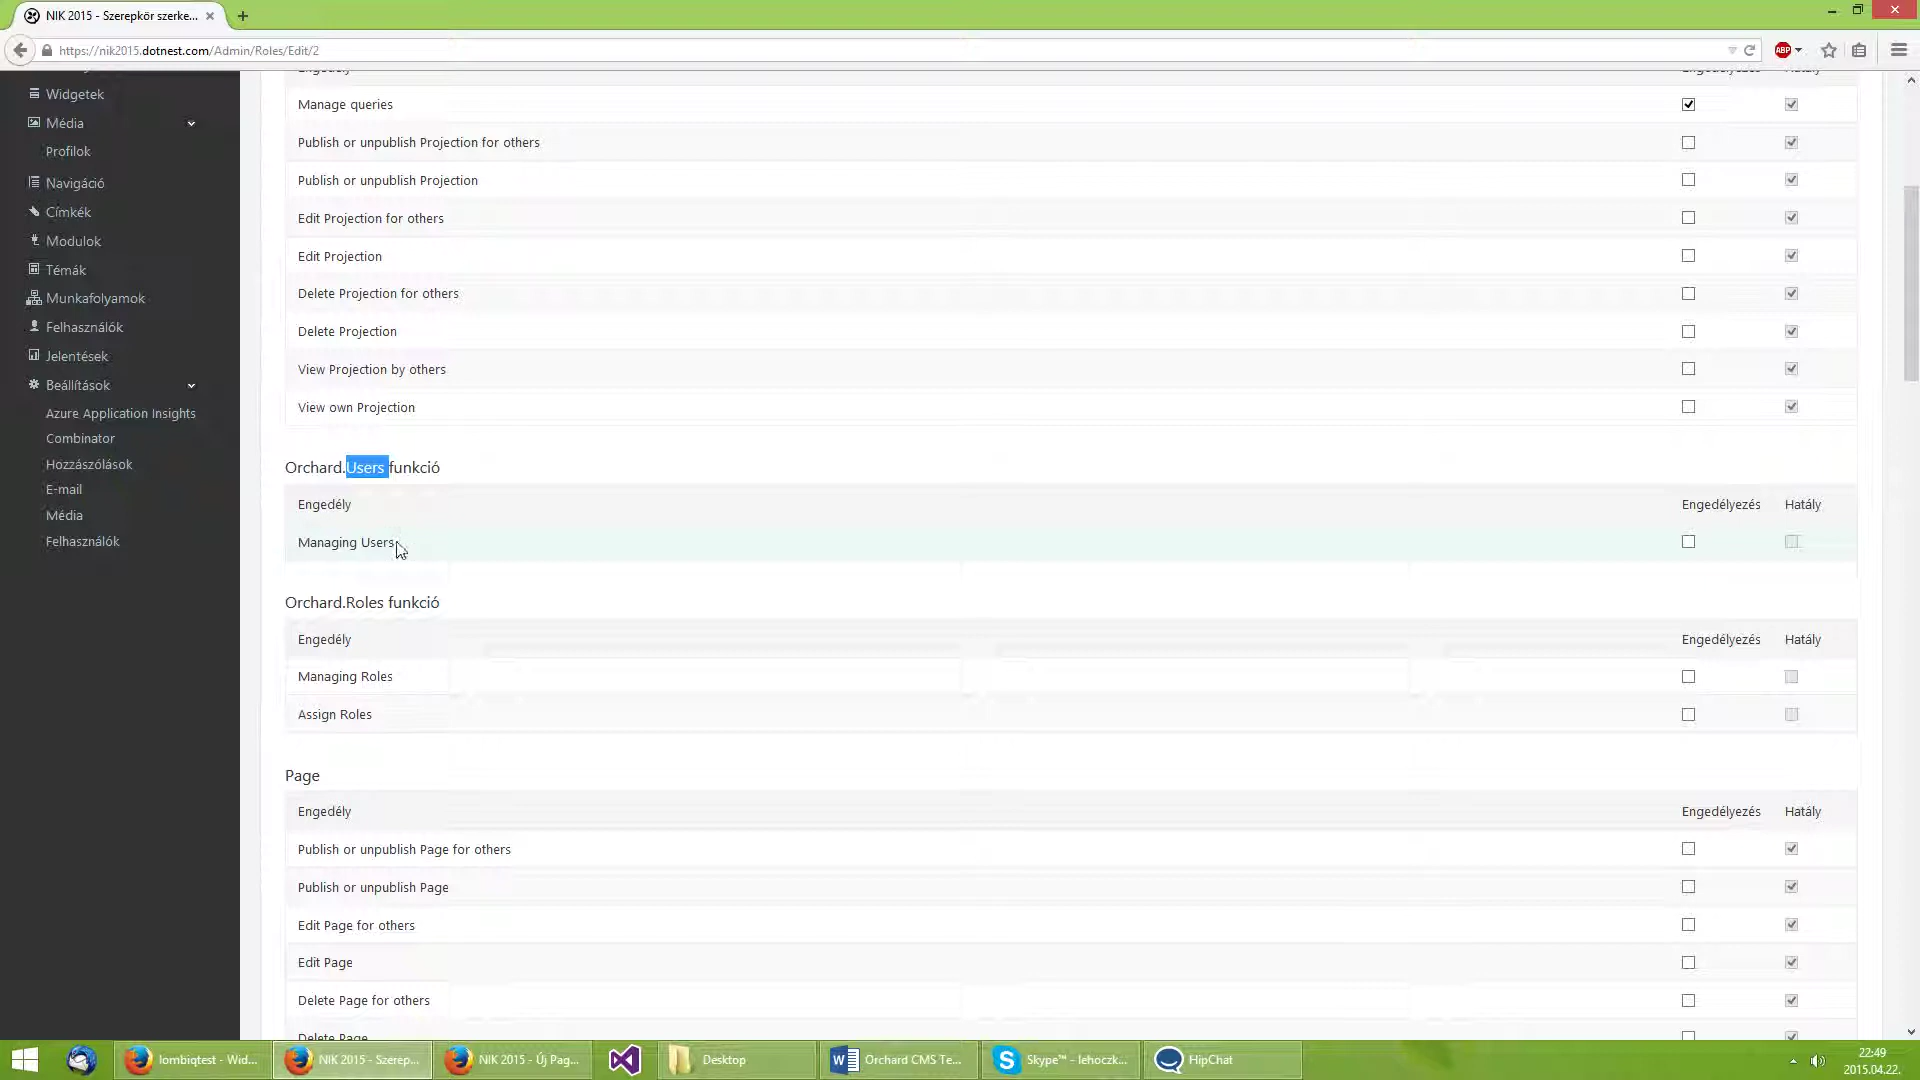 NIK 2015 - Szerepkör szerke...
https://nik2015.dotnest.com/Admin/Roles/Edit/2
ABP
Widgetek
Média
Profilok
Navigáció
Címkék
Modulok
Témák
Munkafolyamok
Felhasználók
Jelentések
Beállítások
Azure Application Insights
Combinator
Hozzászólások
E-mail
Média
Felhasználók
Engedély Engedélyezés Hatály
Manage queries
Publish or unpublish Projection for others
Publish or unpublish Projection
Edit Projection for others
Edit Projection
Delete Projection for others
Delete Projection
View Projection by others
View own Projection
Orchard.Users funkció
Engedély Engedélyezés Hatály
Managing Users
Orchard.Roles funkció
Engedély Engedélyezés Hatály
Managing Roles
Assign Roles
Page
Engedély Engedélyezés Hatály
Publish or unpublish Page for others
Publish or unpublish Page
Edit Page for others
Edit Page
Delete Page for others
Delete Page
lombiqtest - Wid...
NIK 2015 - Szerep...
NIK 2015 - Új Pag...
Desktop
Orchard CMS Te...
Skype™ - lehoczk...
HipChat
22:49
2015.04.22.